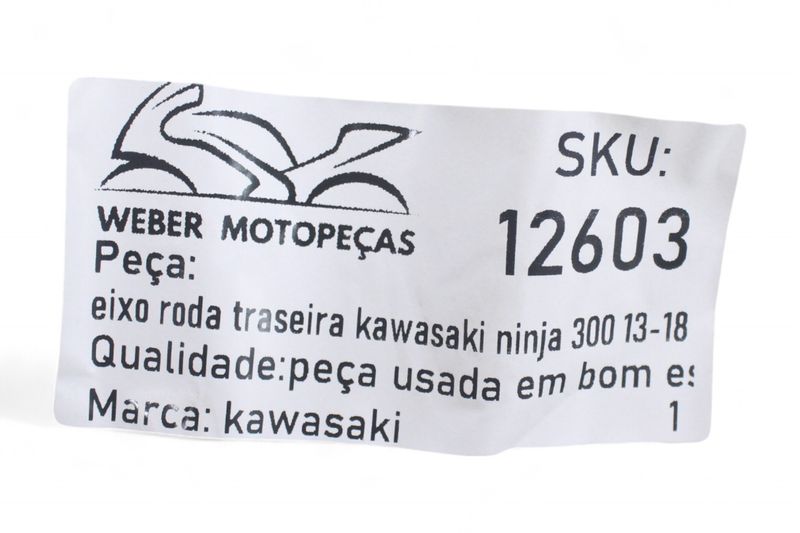 WEBER MOTOPEÇAS
SKU:
12603
Peça:
eixo roda traseira kawasaki ninja 300 13-18
Qualidade:peça usada em bom es
Marca: kawasaki
1